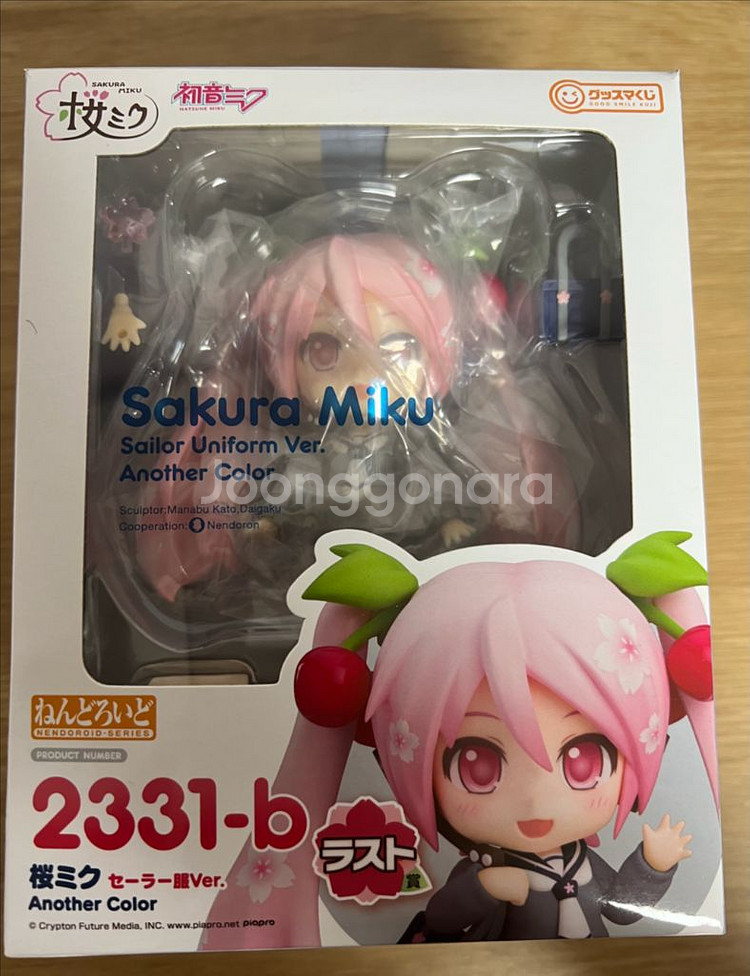 SAKURA
MIKU
桜ミク
初音ミク
HATSUNE MIKU
グッスマくじ
GOOD SMILE KUJI
Sakura Miku
Sailor Uniform Ver.
Another Color
Joonggonara
Sculptor:Manabu Kato,Daigaku
Cooperation: Nendoron
ねんどろいど
NENDOROID-SERIES
PRODUCT NUMBER
2331-b
ラスト
賞
桜ミク セーラー服Ver.
Another Color
© Crypton Future Media, INC. www.piapro.net piapro